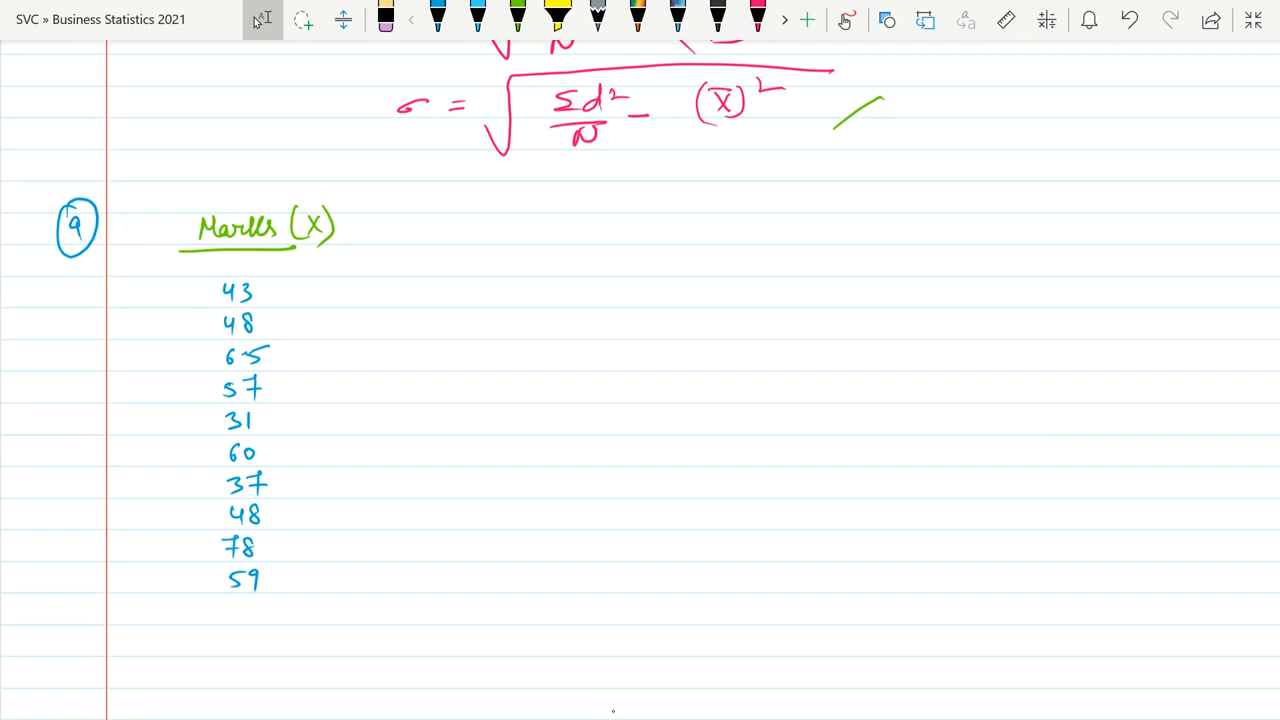 SVC » Business Statistics 2021
N
σ = √ Σd²/N - (X̄)²
9
Marks (X)
43
48
65
57
31
60
37
48
78
59